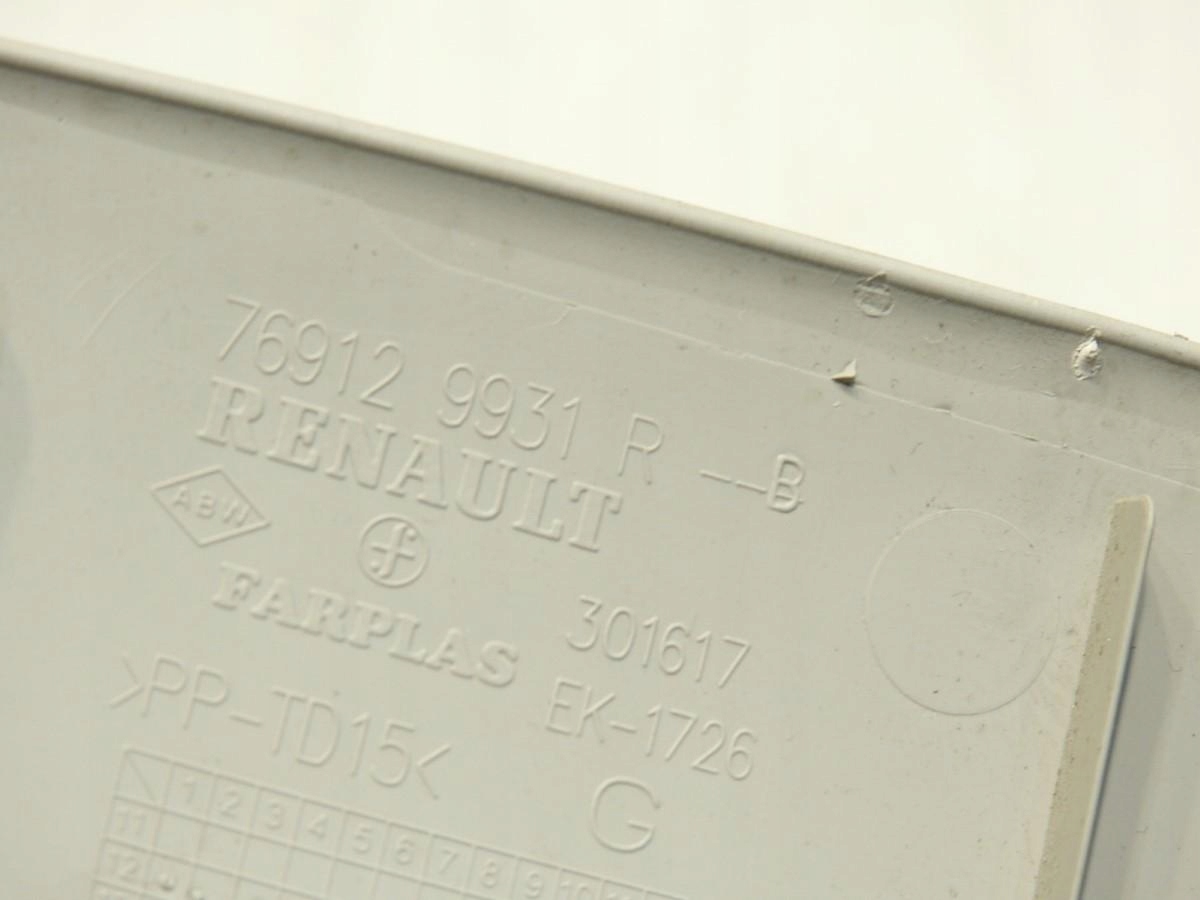 76912 9931 R --B
RENAULT
ABW
f
FARPLAS
301617
>PP-TD15<
EK-1726
G
1 2 3 4 5 6 7 8 9 10
11
12